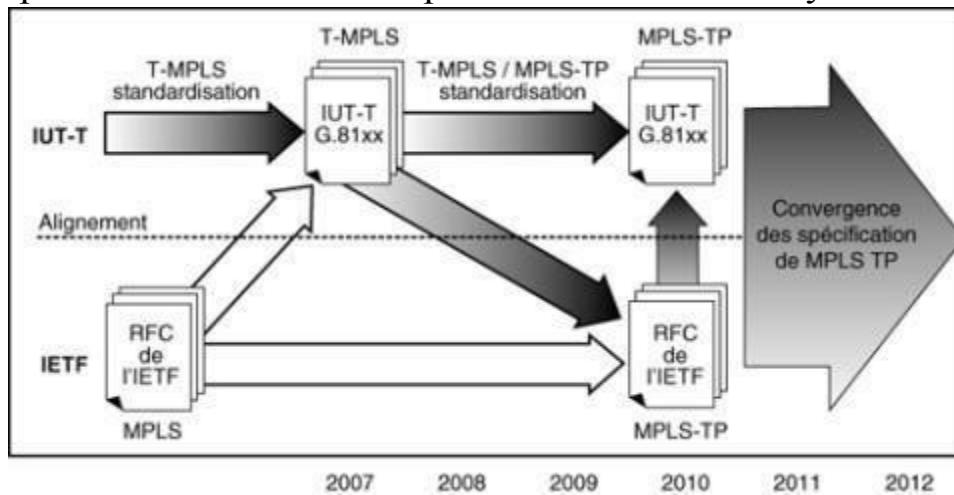 T-MPLS
MPLS-TP
T-MPLS
standardisation
T-MPLS / MPLS-TP
standardisation
IUT-T
IUT-T
G.81xx
IUT-T
G.81xx
Alignement
Convergence
des spécification
de MPLS TP
IETF
RFC
de
l'IETF
RFC
de
l'IETF
MPLS
MPLS-TP
2007 2008 2009 2010 2011 2012